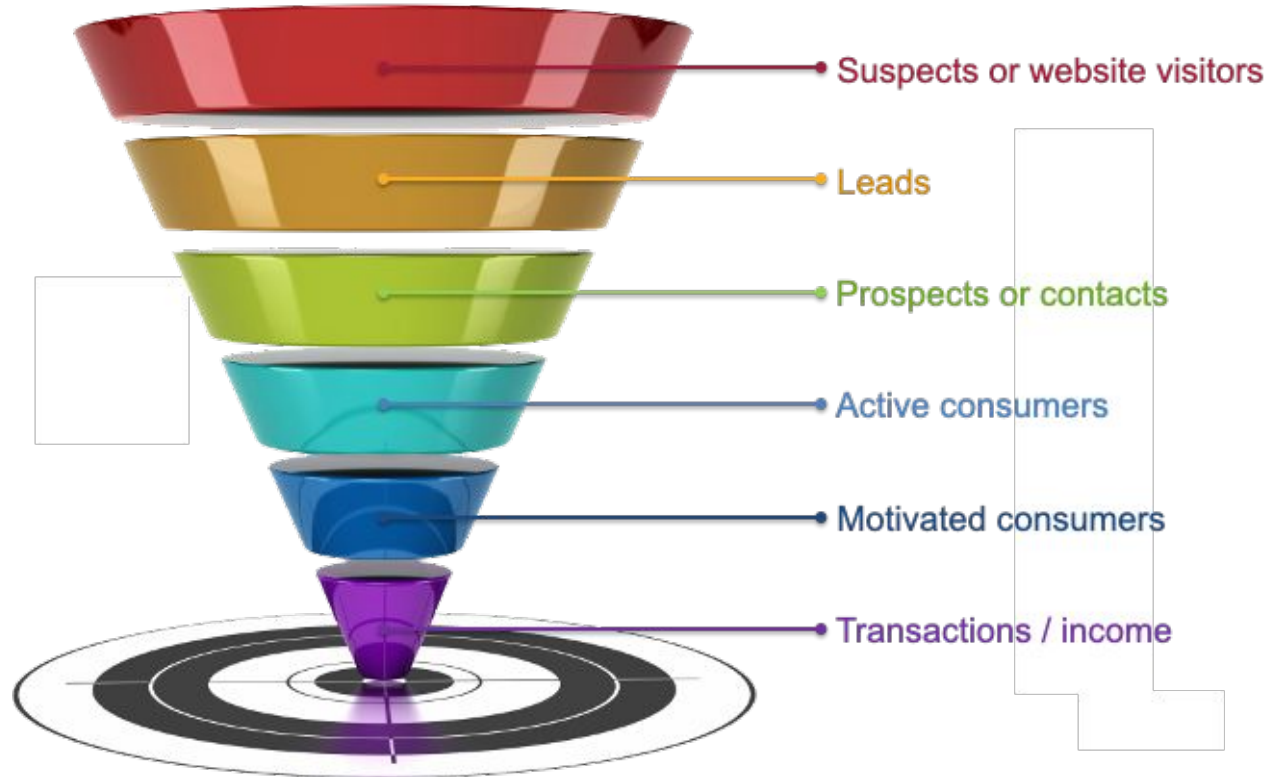 Suspects or website visitors
Leads
Prospects or contacts
Active consumers
Motivated consumers
Transactions / income